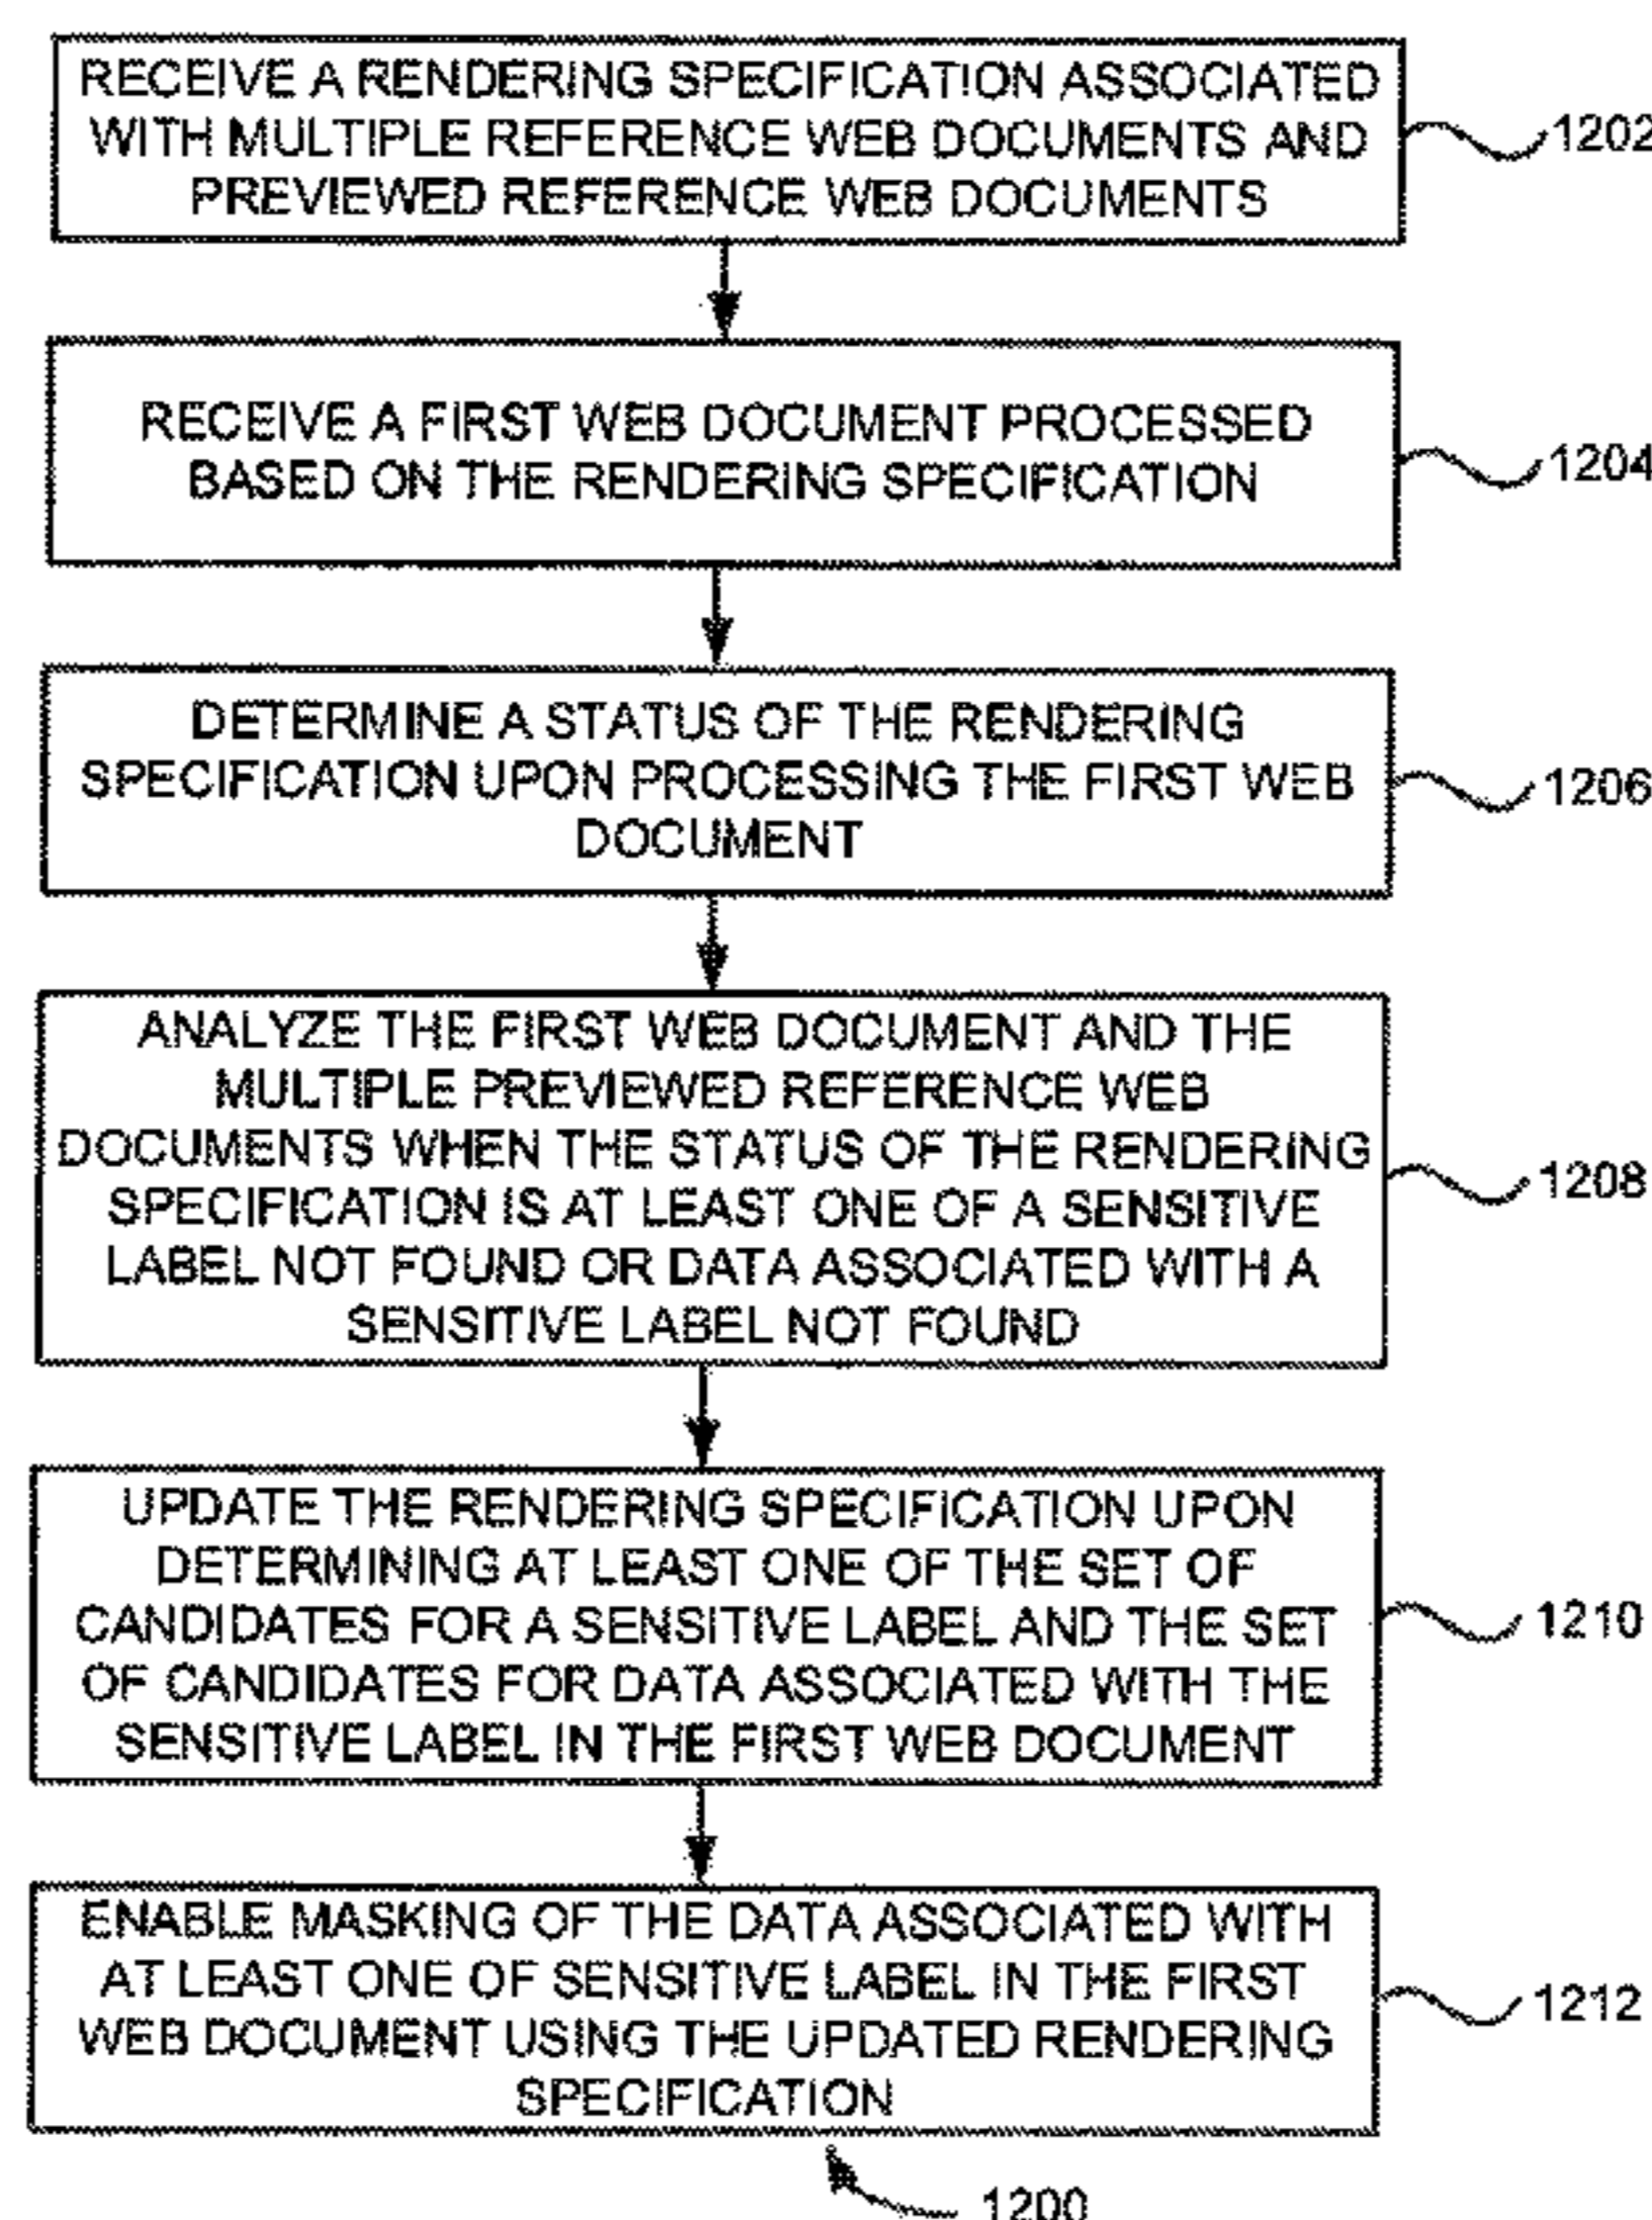 RECEIVE A RENDERING SPECIFICATION ASSOCIATED
WITH MULTIPLE REFERENCE WEB DOCUMENTS AND
PREVIEWED REFERENCE WEB DOCUMENTS
1202
RECEIVE A FIRST WEB DOCUMENT PROCESSED
BASED ON THE RENDERING SPECIFICATION
1204
DETERMINE A STATUS OF THE RENDERING
SPECIFICATION UPON PROCESSING THE FIRST WEB
DOCUMENT
1206
ANALYZE THE FIRST WEB DOCUMENT AND THE
MULTIPLE PREVIEWED REFERENCE WEB
DOCUMENTS WHEN THE STATUS OF THE RENDERING
SPECIFICATION IS AT LEAST ONE OF A SENSITIVE
LABEL NOT FOUND OR DATA ASSOCIATED WITH A
SENSITIVE LABEL NOT FOUND
1208
UPDATE THE RENDERING SPECIFICATION UPON
DETERMINING AT LEAST ONE OF THE SET OF
CANDIDATES FOR A SENSITIVE LABEL AND THE SET
OF CANDIDATES FOR DATA ASSOCIATED WITH THE
SENSITIVE LABEL IN THE FIRST WEB DOCUMENT
1210
ENABLE MASKING OF THE DATA ASSOCIATED WITH
AT LEAST ONE OF SENSITIVE LABEL IN THE FIRST
WEB DOCUMENT USING THE UPDATED RENDERING
SPECIFICATION
1212
1200